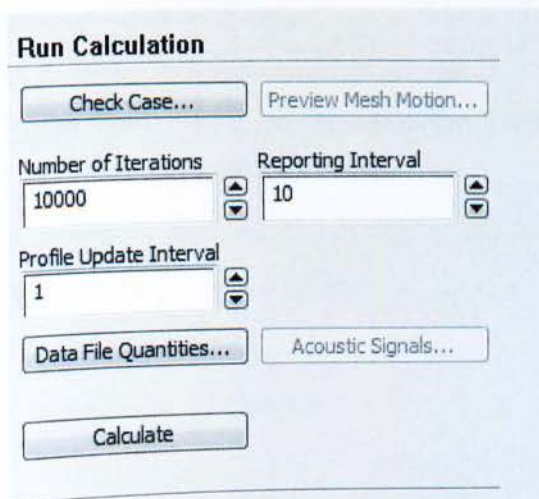 Run Calculation
Check Case... Preview Mesh Motion...
Number of Iterations Reporting Interval
10000 10
Profile Update Interval
1
Data File Quantities... Acoustic Signals...
Calculate